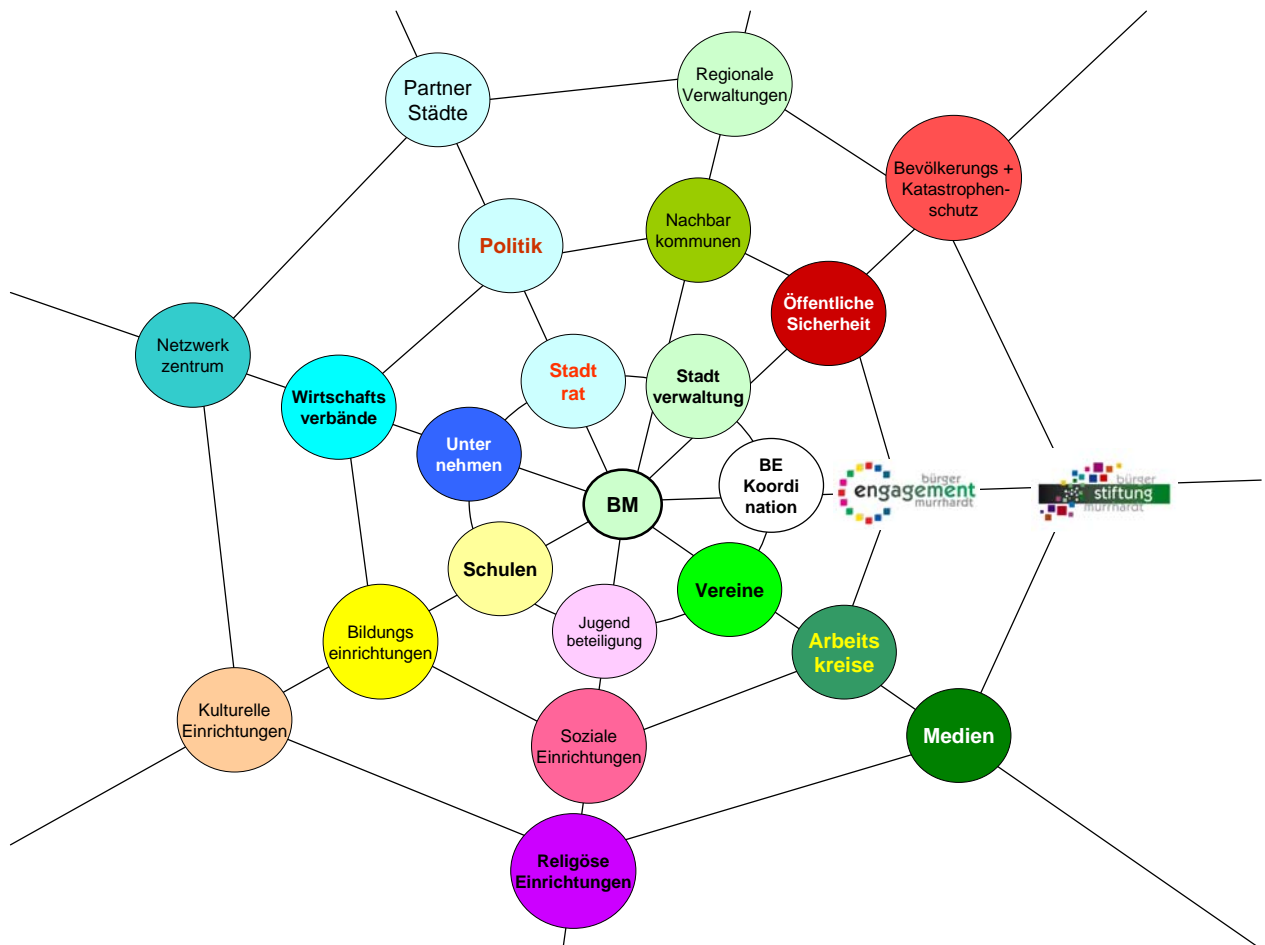 Partner
Städte
Regionale
Verwaltungen
Bevölkerungs +
Katastrophen-
schutz
Politik
Nachbar
kommunen
Öffentliche
Sicherheit
Netzwerk
zentrum
Wirtschafts
verbände
Stadt
rat
Stadt
verwaltung
Unter
nehmen
BE
Koordi
nation
bürger
engagement
murrhardt
bürger
stiftung
murrhardt
BM
Schulen
Vereine
Jugend
beteiligung
Bildungs
einrichtungen
Arbeits
kreise
Kulturelle
Einrichtungen
Soziale
Einrichtungen
Medien
Religöse
Einrichtungen